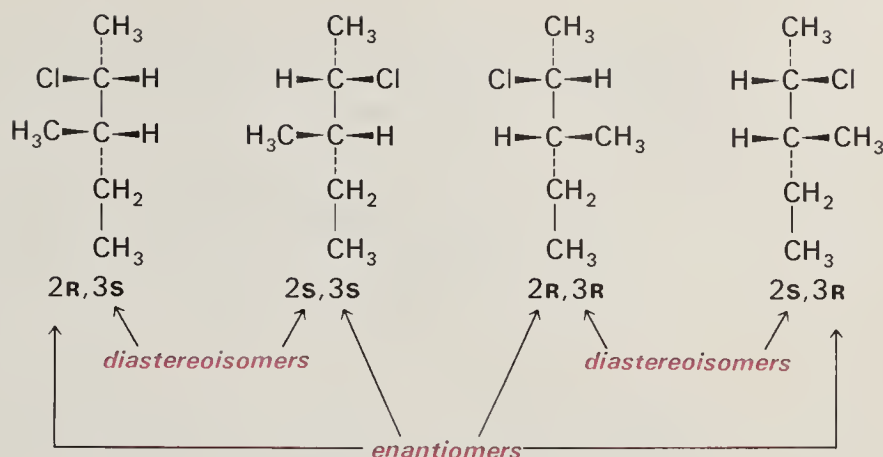 CH₃ CH₃ CH₃ CH₃
Cl C H H C Cl Cl C H H C Cl
H₃C C H H₃C C H H C CH₃ H C CH₃
CH₂ CH₂ CH₂ CH₂
CH₃ CH₃ CH₃ CH₃
2R,3S 2S,3S 2R,3R 2S,3R
diastereoisomers diastereoisomers
enantiomers